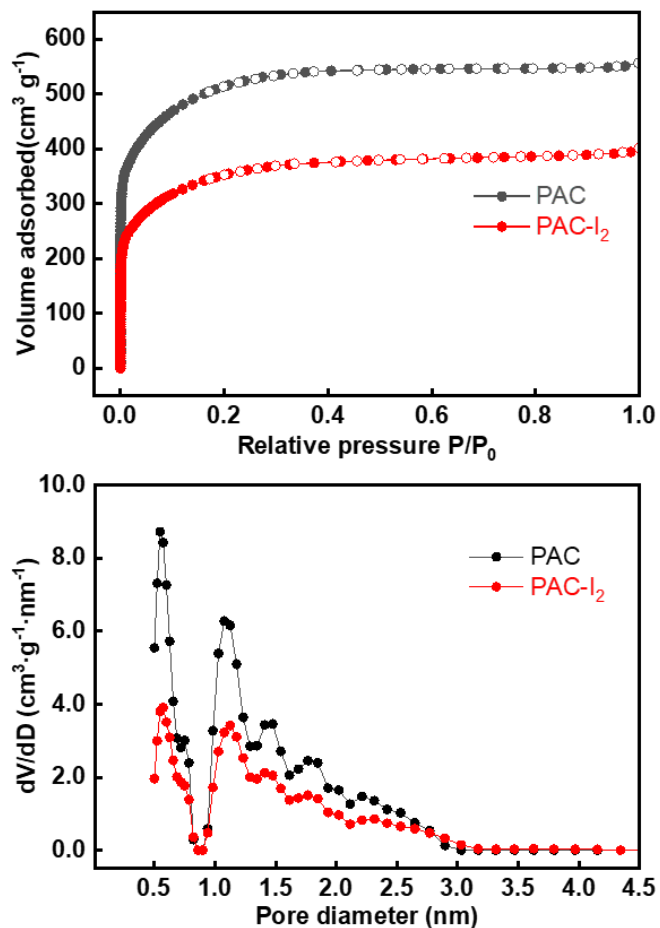 Volume adsorbed(cm³ g⁻¹)
600
500
400
300
200
100
0
PAC
PAC-I₂
0.0 0.2 0.4 0.6 0.8 1.0
Relative pressure P/P₀
dV/dD (cm³·g⁻¹·nm⁻¹)
10.0
8.0
6.0
4.0
2.0
0.0
PAC
PAC-I₂
0.5 1.0 1.5 2.0 2.5 3.0 3.5 4.0 4.5
Pore diameter (nm)